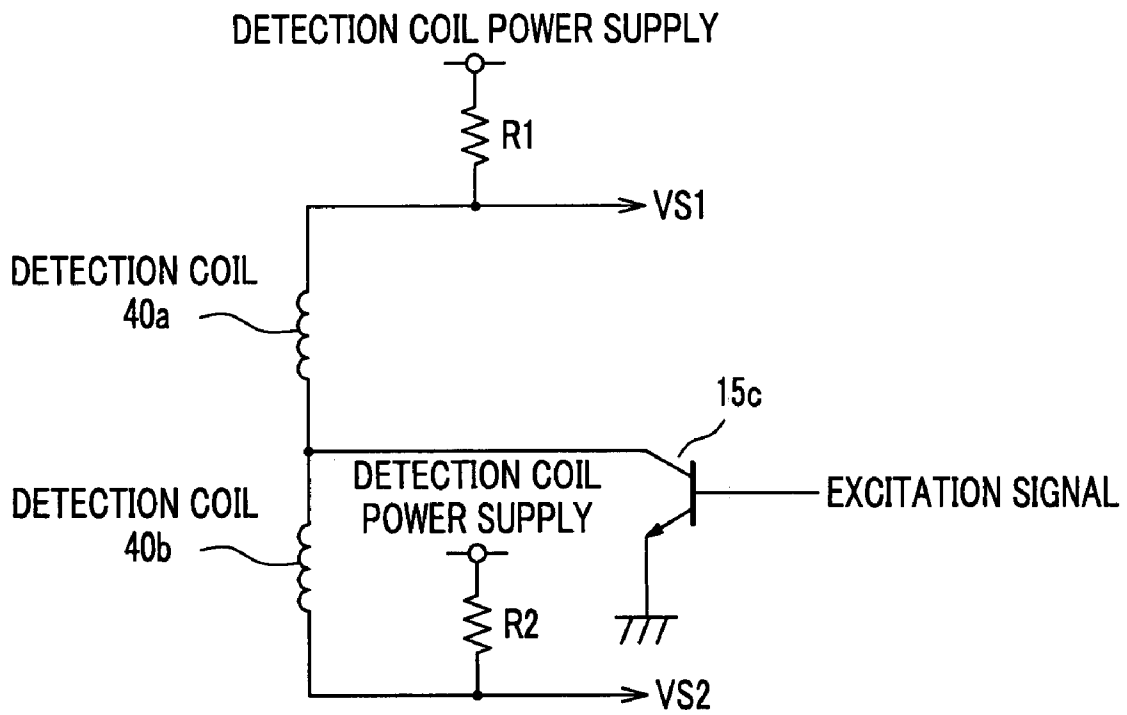 DETECTION COIL POWER SUPPLY
R1
VS1
DETECTION COIL
40a
15c
DETECTION COIL
POWER SUPPLY
EXCITATION SIGNAL
DETECTION COIL
40b
R2
VS2